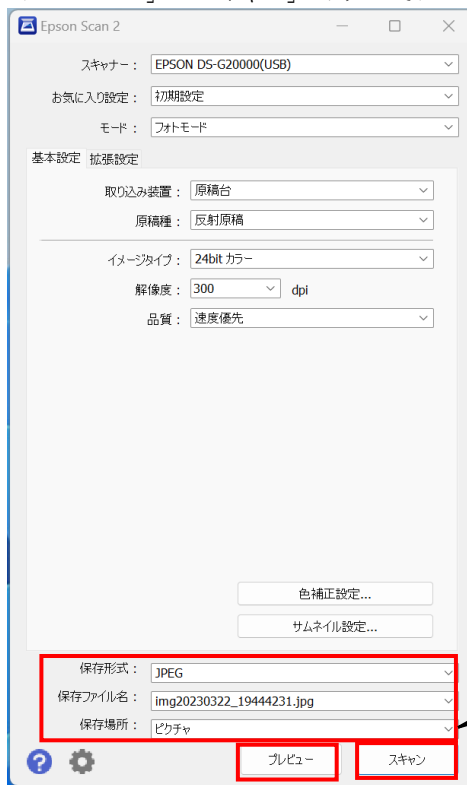 Epson Scan 2
スキャナー： EPSON DS-G20000(USB)
お気に入り設定： 初期設定
モード： フォトモード
基本設定 拡張設定
取り込み装置： 原稿台
原稿種： 反射原稿
イメージタイプ： 24bit カラー
解像度： 300 dpi
品質： 速度優先
色補正設定...
サムネイル設定...
保存形式： JPEG
保存ファイル名： img20230322_19444231.jpg
保存場所： ピクチャ
プレビュー スキャン